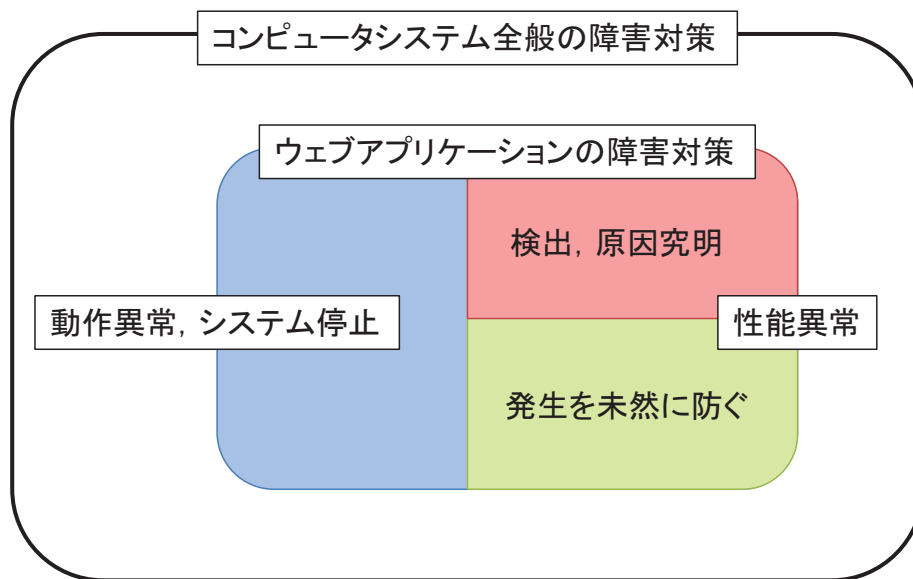 コンピュータシステム全般の障害対策
ウェブアプリケーションの障害対策
検出，原因究明
動作異常，システム停止
性能異常
発生を未然に防ぐ